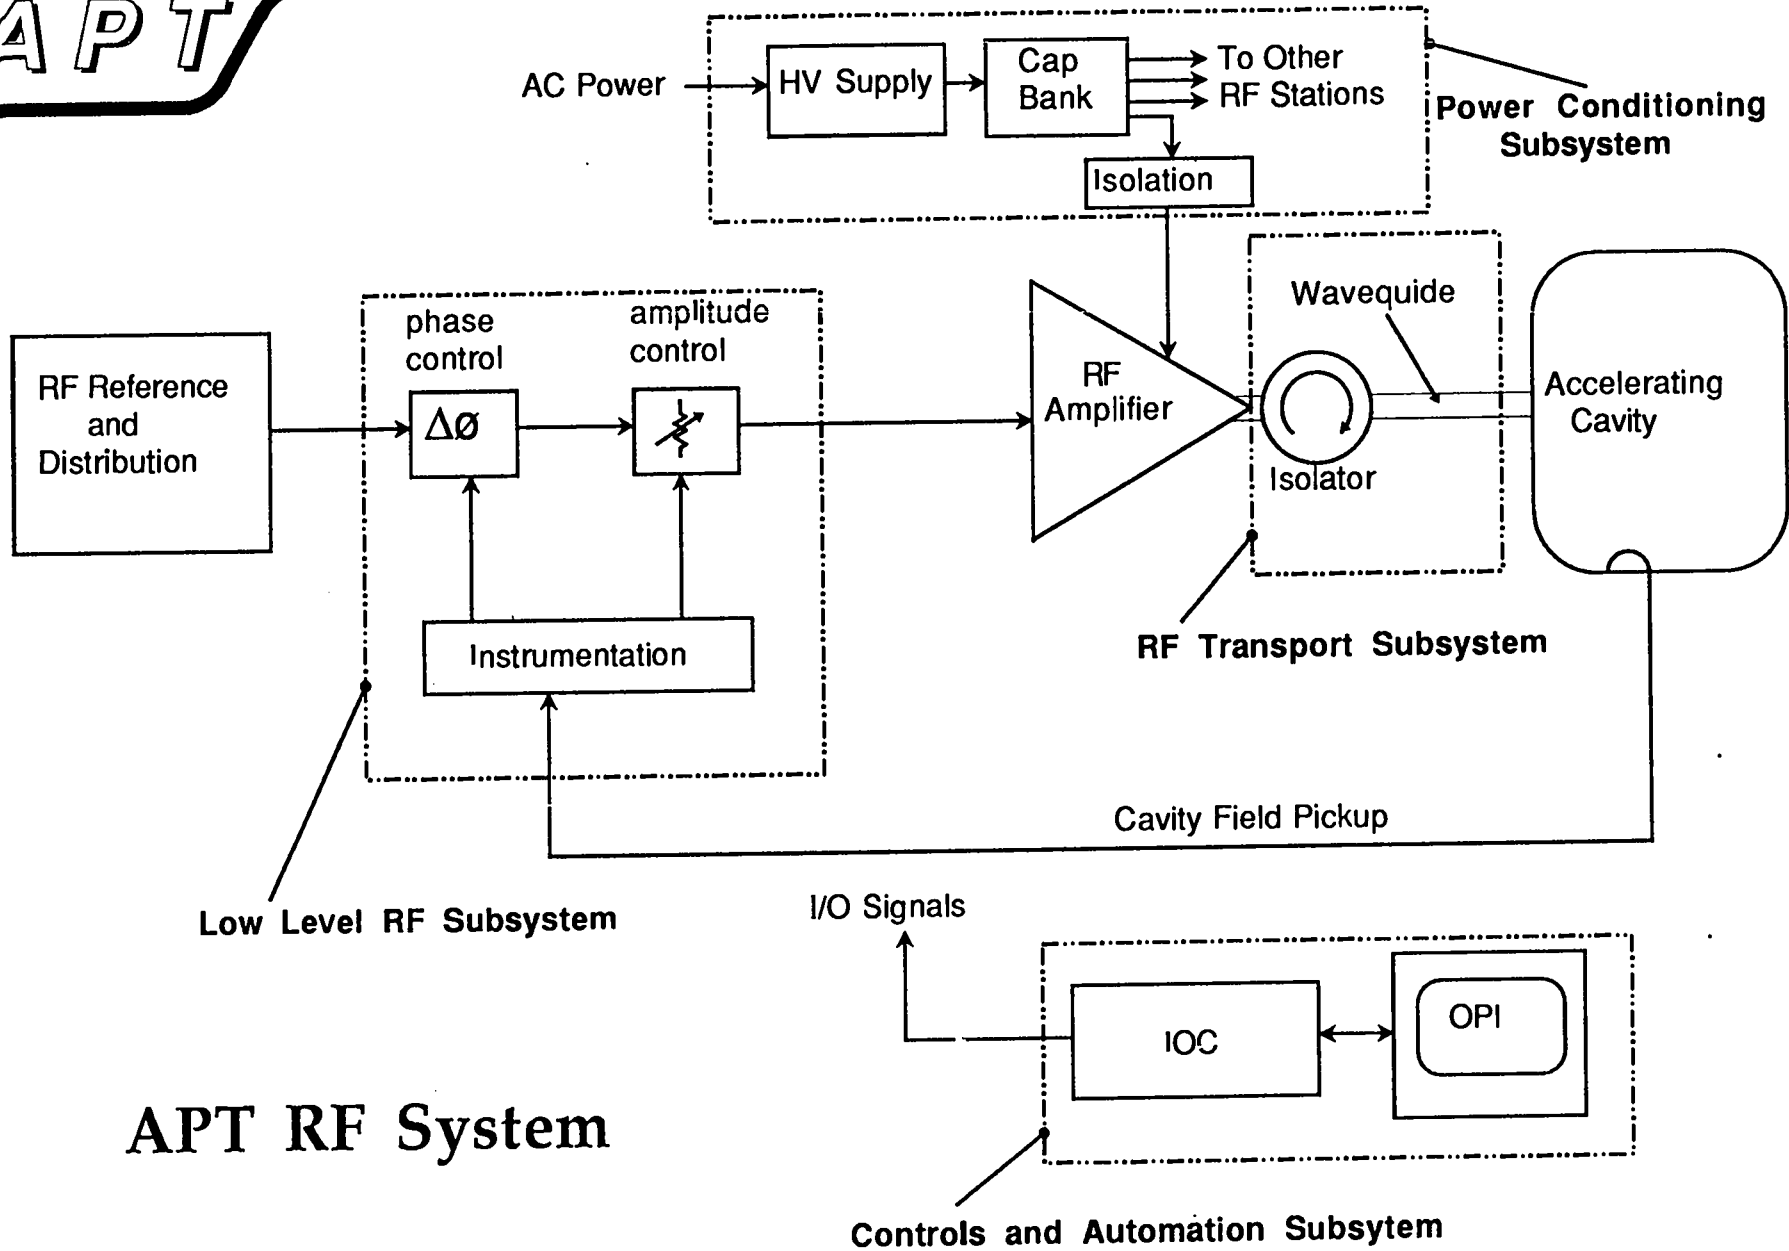 APT
AC Power
HV Supply
Cap
Bank
To Other
RF Stations
Power Conditioning
Subsystem
Isolation
Wavequide
phase
control
amplitude
control
RF Reference
and
Distribution
Δø
RF
Amplifier
Accelerating
Cavity
Isolator
Instrumentation
RF Transport Subsystem
Cavity Field Pickup
Low Level RF Subsystem
I/O Signals
IOC
OPI
APT RF System
Controls and Automation Subsytem